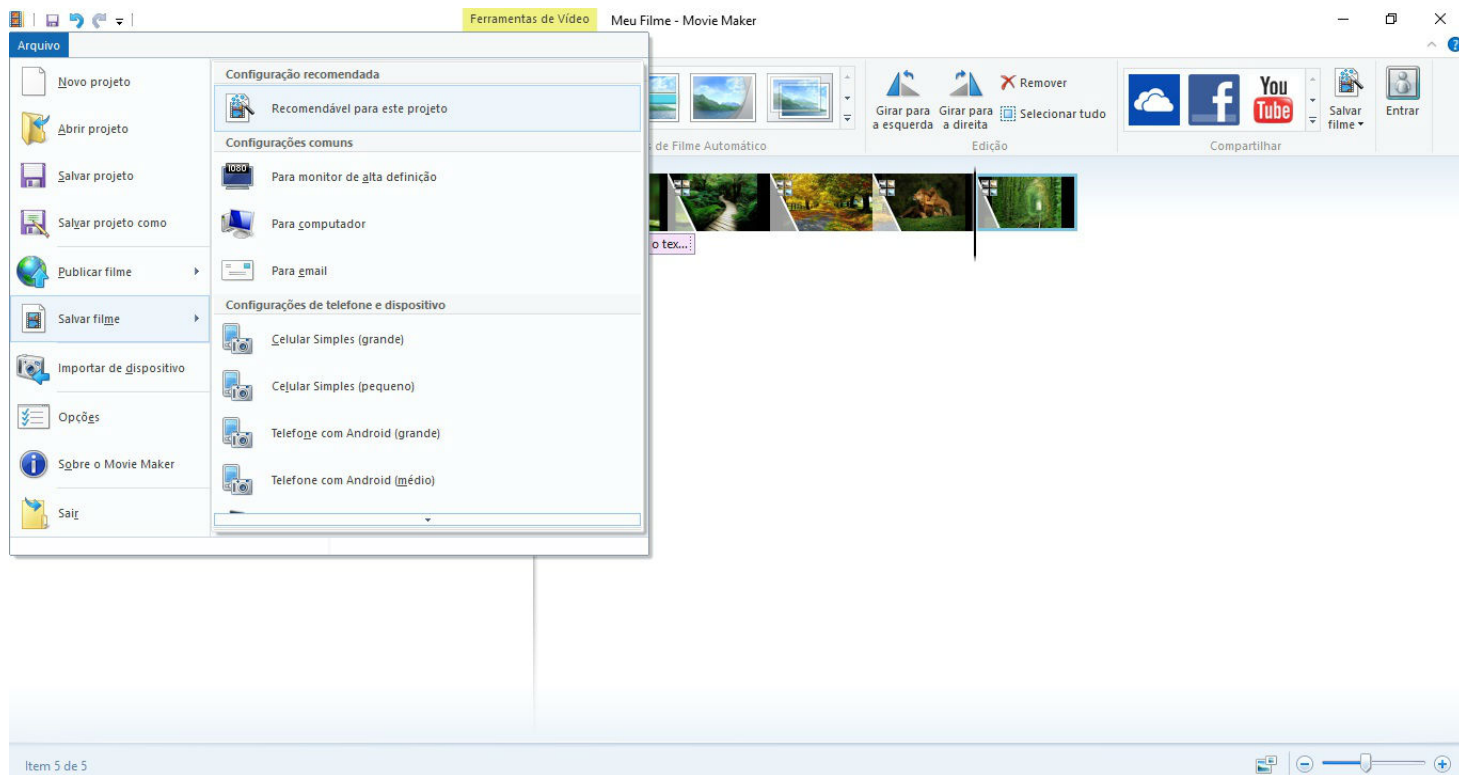 Ferramentas de Vídeo
Meu Filme - Movie Maker
Arquivo
Novo projeto
Abrir projeto
Salvar projeto
Salvar projeto como
Publicar filme
Salvar filme
Importar de dispositivo
Opções
Sobre o Movie Maker
Sair
Configuração recomendada
Recomendável para este projeto
Configurações comuns
1080
Para monitor de alta definição
Para computador
Para email
Configurações de telefone e dispositivo
Celular Simples (grande)
Celular Simples (pequeno)
Telefone com Android (grande)
Telefone com Android (médio)
de Filme Automático
Girar para a esquerda
Girar para a direita
Remover
Selecionar tudo
Edição
f
You
Tube
Compartilhar
Salvar
filme
Entrar
o tex...
Item 5 de 5